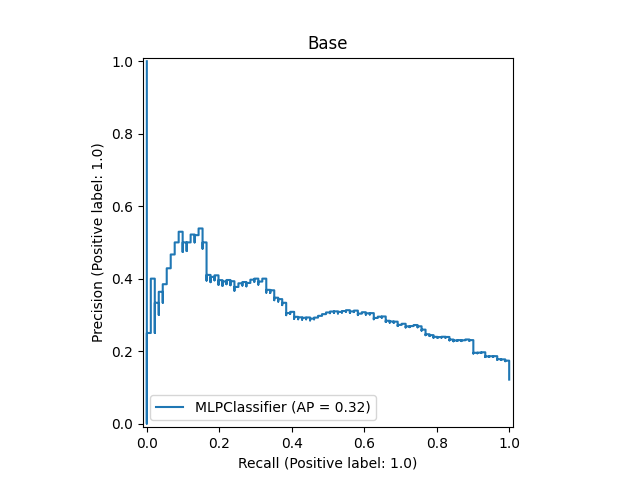 Base
1.0
0.8
0.6
0.4
0.2
0.0
Precision (Positive label: 1.0)
MLPClassifier (AP = 0.32)
0.0 0.2 0.4 0.6 0.8 1.0
Recall (Positive label: 1.0)